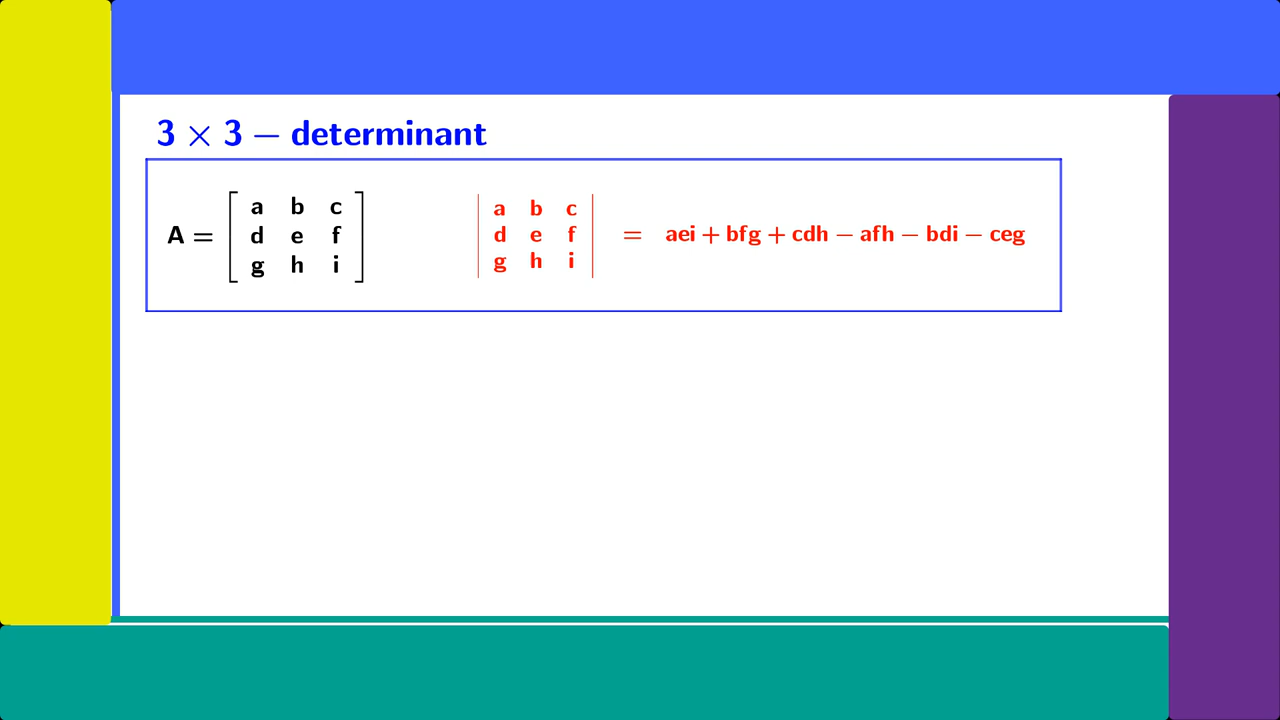 3 × 3 − determinant
a b c a b c
A = d e f d e f = aei + bfg + cdh − afh − bdi − ceg
g h i g h i